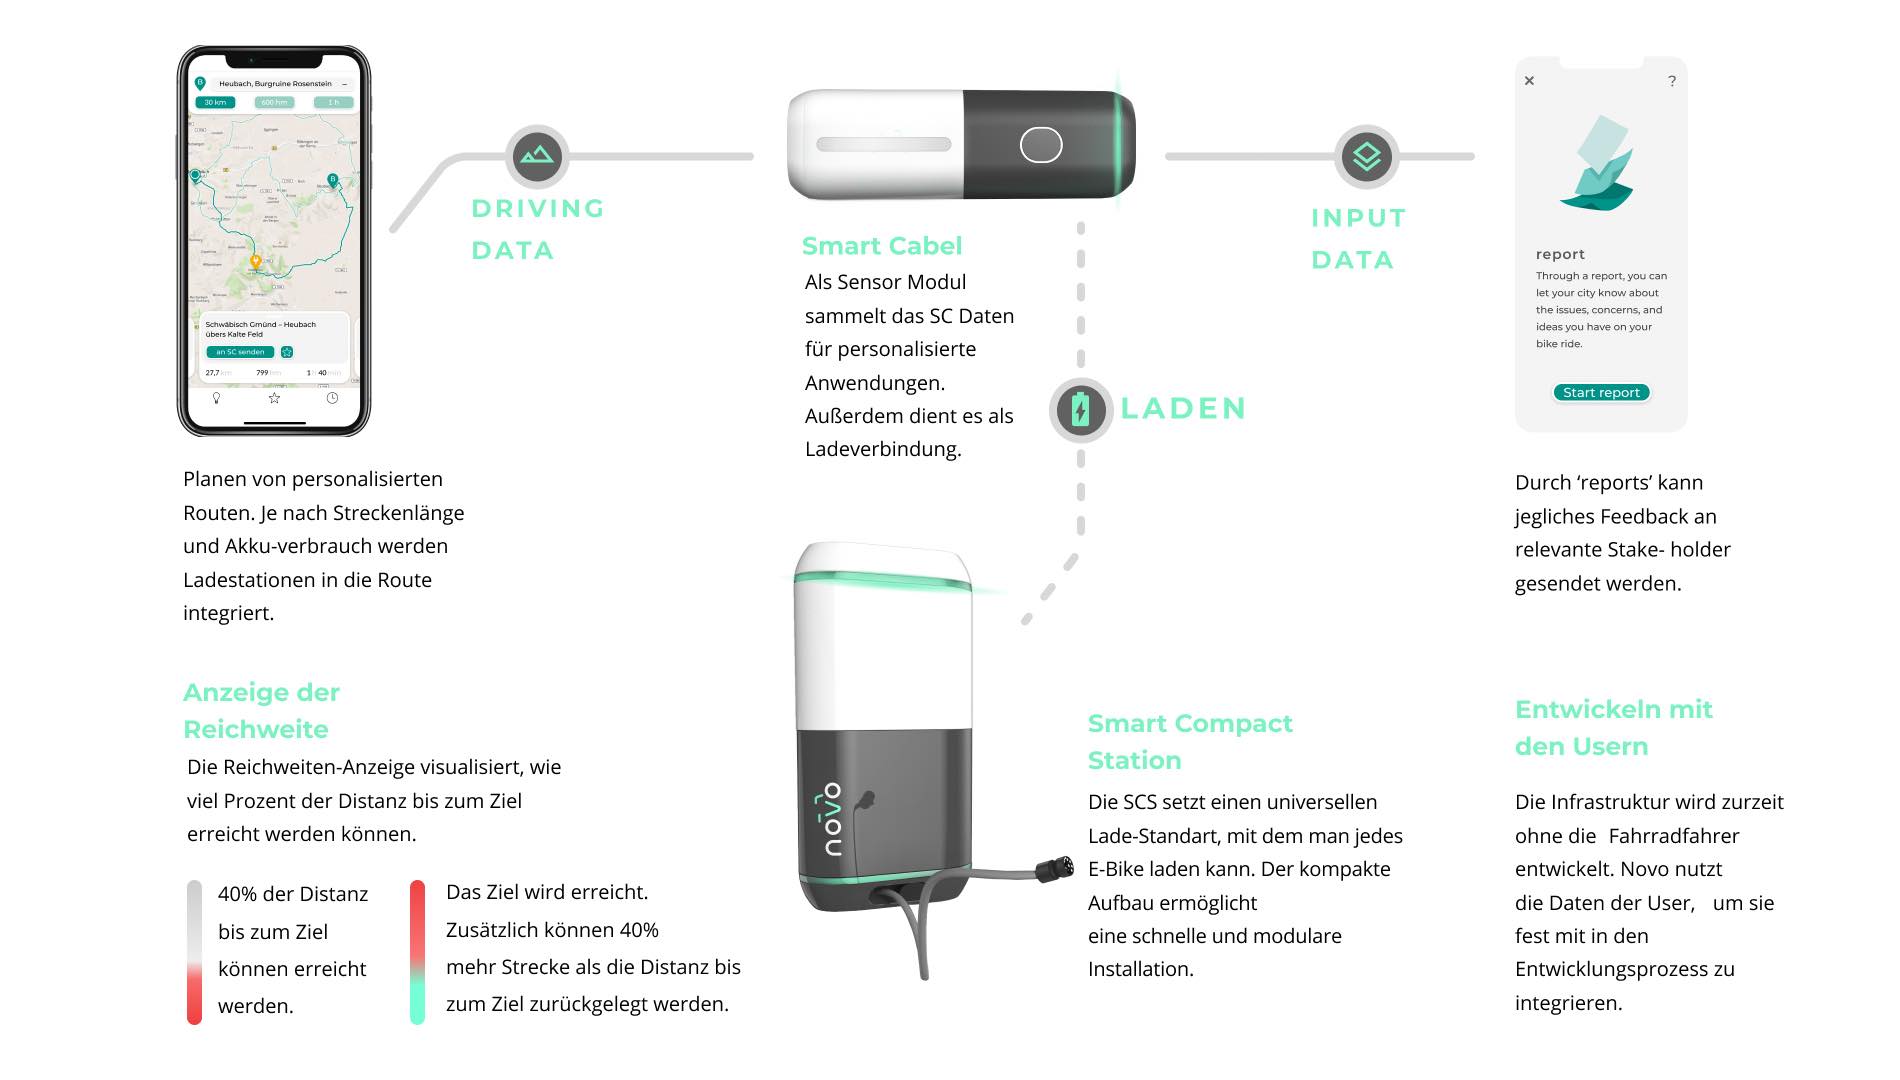 Heubach, Burgruine Rosenstein
30 km
600 hm
1 h
B
B
Schwäbisch Gmünd – Heubach
übers Kalte Feld
an SC senden
27,7 km
799 hm
1 h 40 min
DRIVING
DATA
Planen von personalisierten
Routen. Je nach Streckenlänge
und Akku-verbrauch werden
Ladestationen in die Route
integriert.
Anzeige der
Reichweite
Die Reichweiten-Anzeige visualisiert, wie
viel Prozent der Distanz bis zum Ziel
erreicht werden können.
40% der Distanz
bis zum Ziel
können erreicht
werden.
Das Ziel wird erreicht.
Zusätzlich können 40%
mehr Strecke als die Distanz bis
zum Ziel zurückgelegt werden.
Smart Cabel
Als Sensor Modul
sammelt das SC Daten
für personalisierte
Anwendungen.
Außerdem dient es als
Ladeverbindung.
LADEN
novo
Smart Compact
Station
Die SCS setzt einen universellen
Lade-Standart, mit dem man jedes
E-Bike laden kann. Der kompakte
Aufbau ermöglicht
eine schnelle und modulare
Installation.
INPUT
DATA
?
report
Through a report, you can
let your city know about
the issues, concerns, and
ideas you have on your
bike ride.
Start report
Durch ‘reports’ kann
jegliches Feedback an
relevante Stake- holder
gesendet werden.
Entwickeln mit
den Usern
Die Infrastruktur wird zurzeit
ohne die Fahrradfahrer
entwickelt. Novo nutzt
die Daten der User, um sie
fest mit in den
Entwicklungsprozess zu
integrieren.